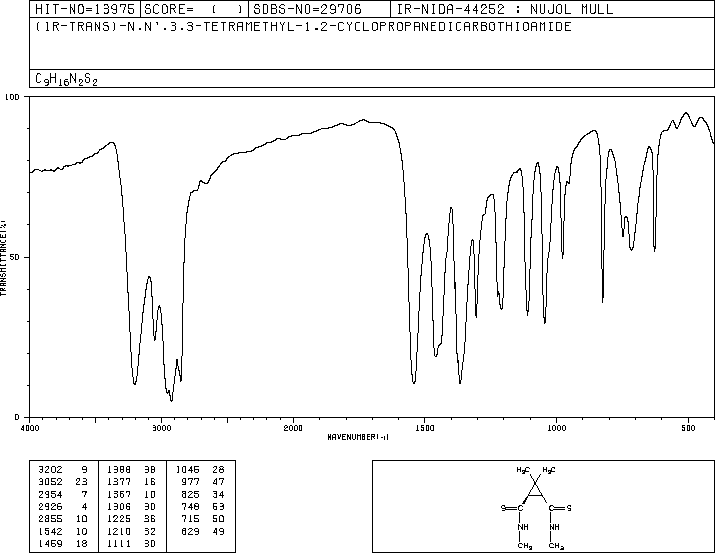 HIT-NO=13975 SCORE= ( ) SDBS-NO=29706 IR-NIDA-44252 : NUJOL MULL
(1R-TRANS)-N,N'.3.3-TETRAMETHYL-1.2-CYCLOPROPANEDICARBOTHIOAMIDE
C9H16N2S2
100
50
0
TRANSMITTANCE(%)
4000 3000 2000 1500 1000 500
WAVENUMBER(-1)
3202 9 1388 38 1046 28
3052 23 1377 16 977 47
2954 7 1367 10 825 34
2926 4 1306 30 748 53
2855 10 1225 36 715 50
1542 10 1210 32 629 49
1459 18 1111 30
H3C H3C
S C C S
NH NH
CH3 CH3